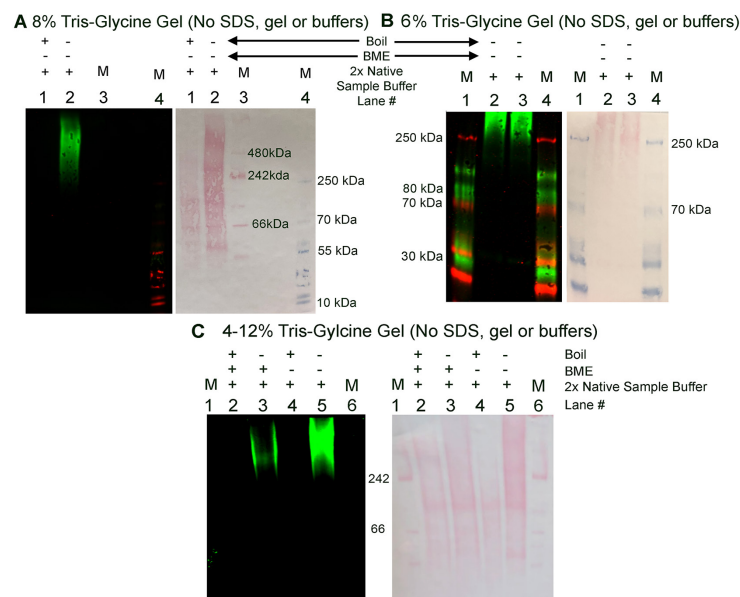 A 8% Tris-Glycine Gel (No SDS, gel or buffers)
+ - + - Boil
- - - - BME
+ + M M + + M 2x Native Sample Buffer M
1 2 3 4 1 2 3 Lane # 4
480kDa
242kDa
66kDa
250 kDa
70 kDa
55 kDa
10 kDa
B 6% Tris-Glycine Gel (No SDS, gel or buffers)
- - - -
- - - -
M + + M M + + M
1 2 3 4 1 2 3 4
250 kDa
80 kDa
70 kDa
30 kDa
250 kDa
70 kDa
C 4-12% Tris-Gylcine Gel (No SDS, gel or buffers)
+ - + - + - + - Boil
+ + - - + + - - BME
M + + + + M M + + + + M 2x Native Sample Buffer
1 2 3 4 5 6 1 2 3 4 5 6 Lane #
242
66